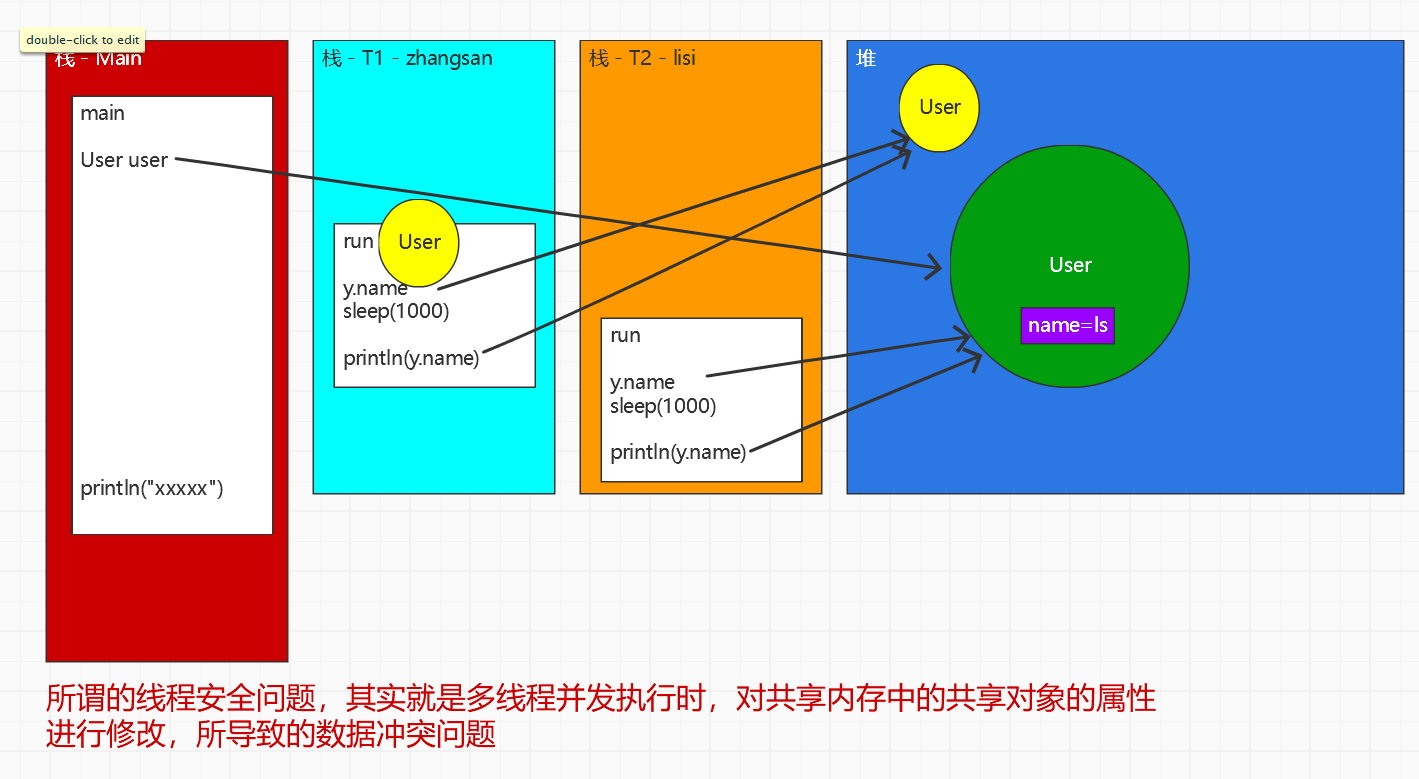 double-click to edit
栈 - Main
main
User user
println("xxxxx")
栈 - T1 - zhangsan
run
User
y.name
sleep(1000)
println(y.name)
栈 - T2 - lisi
run
y.name
sleep(1000)
println(y.name)
堆
User
User
name=ls
所谓的线程安全问题，其实就是多线程并发执行时，对共享内存中的共享对象的属性
进行修改，所导致的数据冲突问题